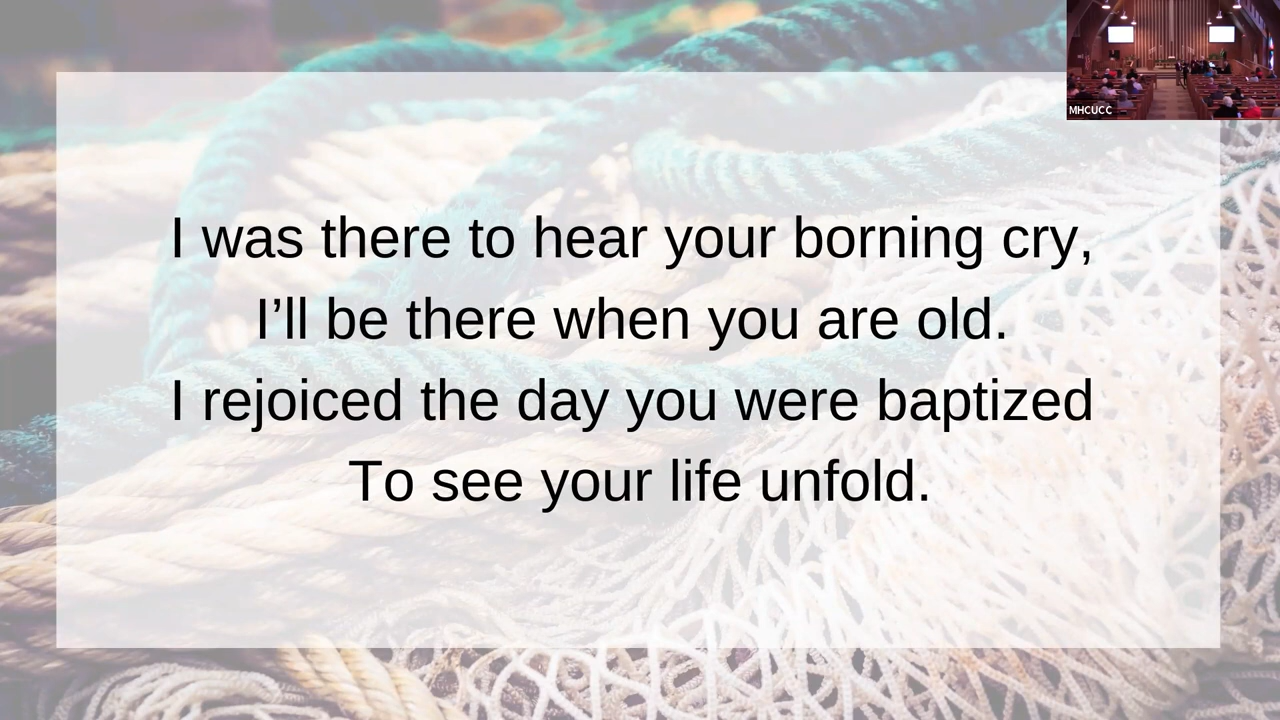 MHCUCC
I was there to hear your borning cry,
I’ll be there when you are old.
I rejoiced the day you were baptized
To see your life unfold.